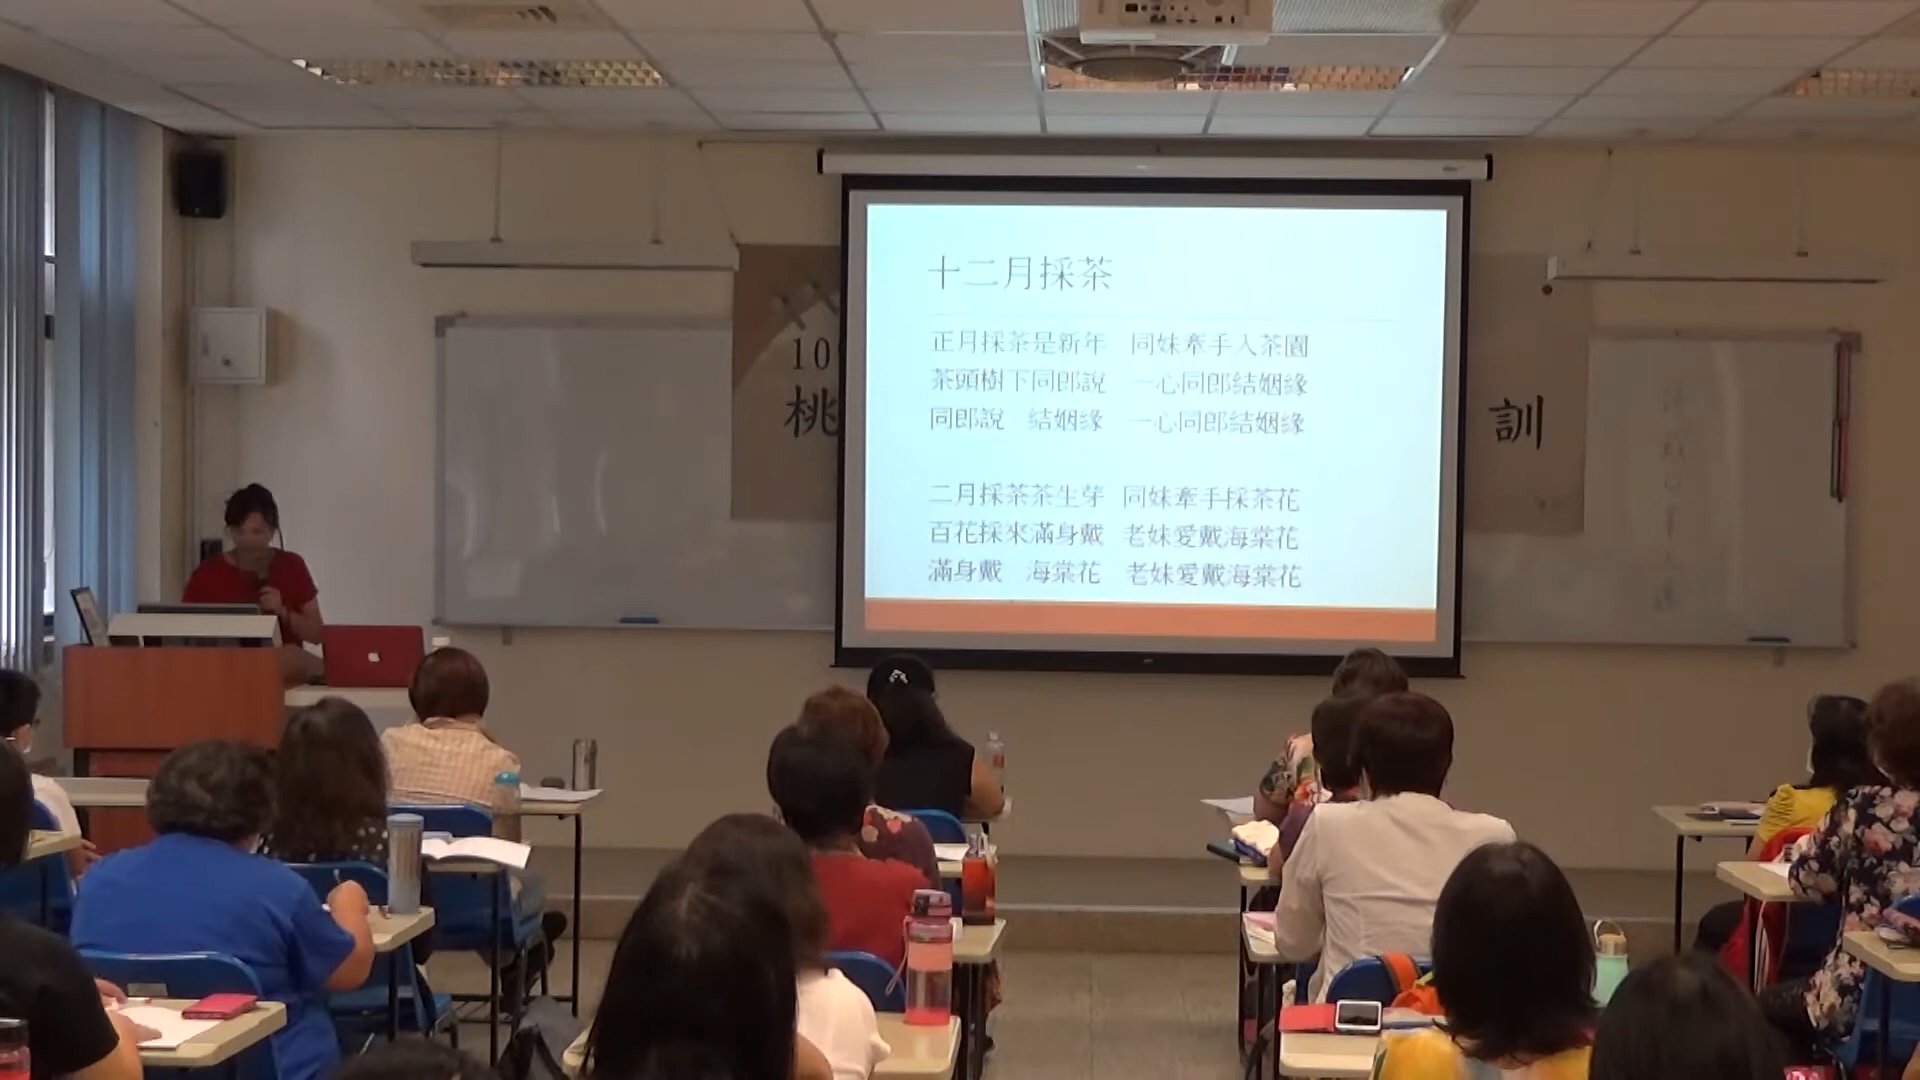 十二月採茶
正月採茶是新年 同妹牽手入茶園
茶頭樹下同郎說 一心同郎結姻緣
同郎說 結姻緣 一心同郎結姻緣
二月採茶茶生芽 同妹牽手採茶花
百花採來滿身戴 老妹愛戴海棠花
滿身戴 海棠花 老妹愛戴海棠花
10
桃
訓